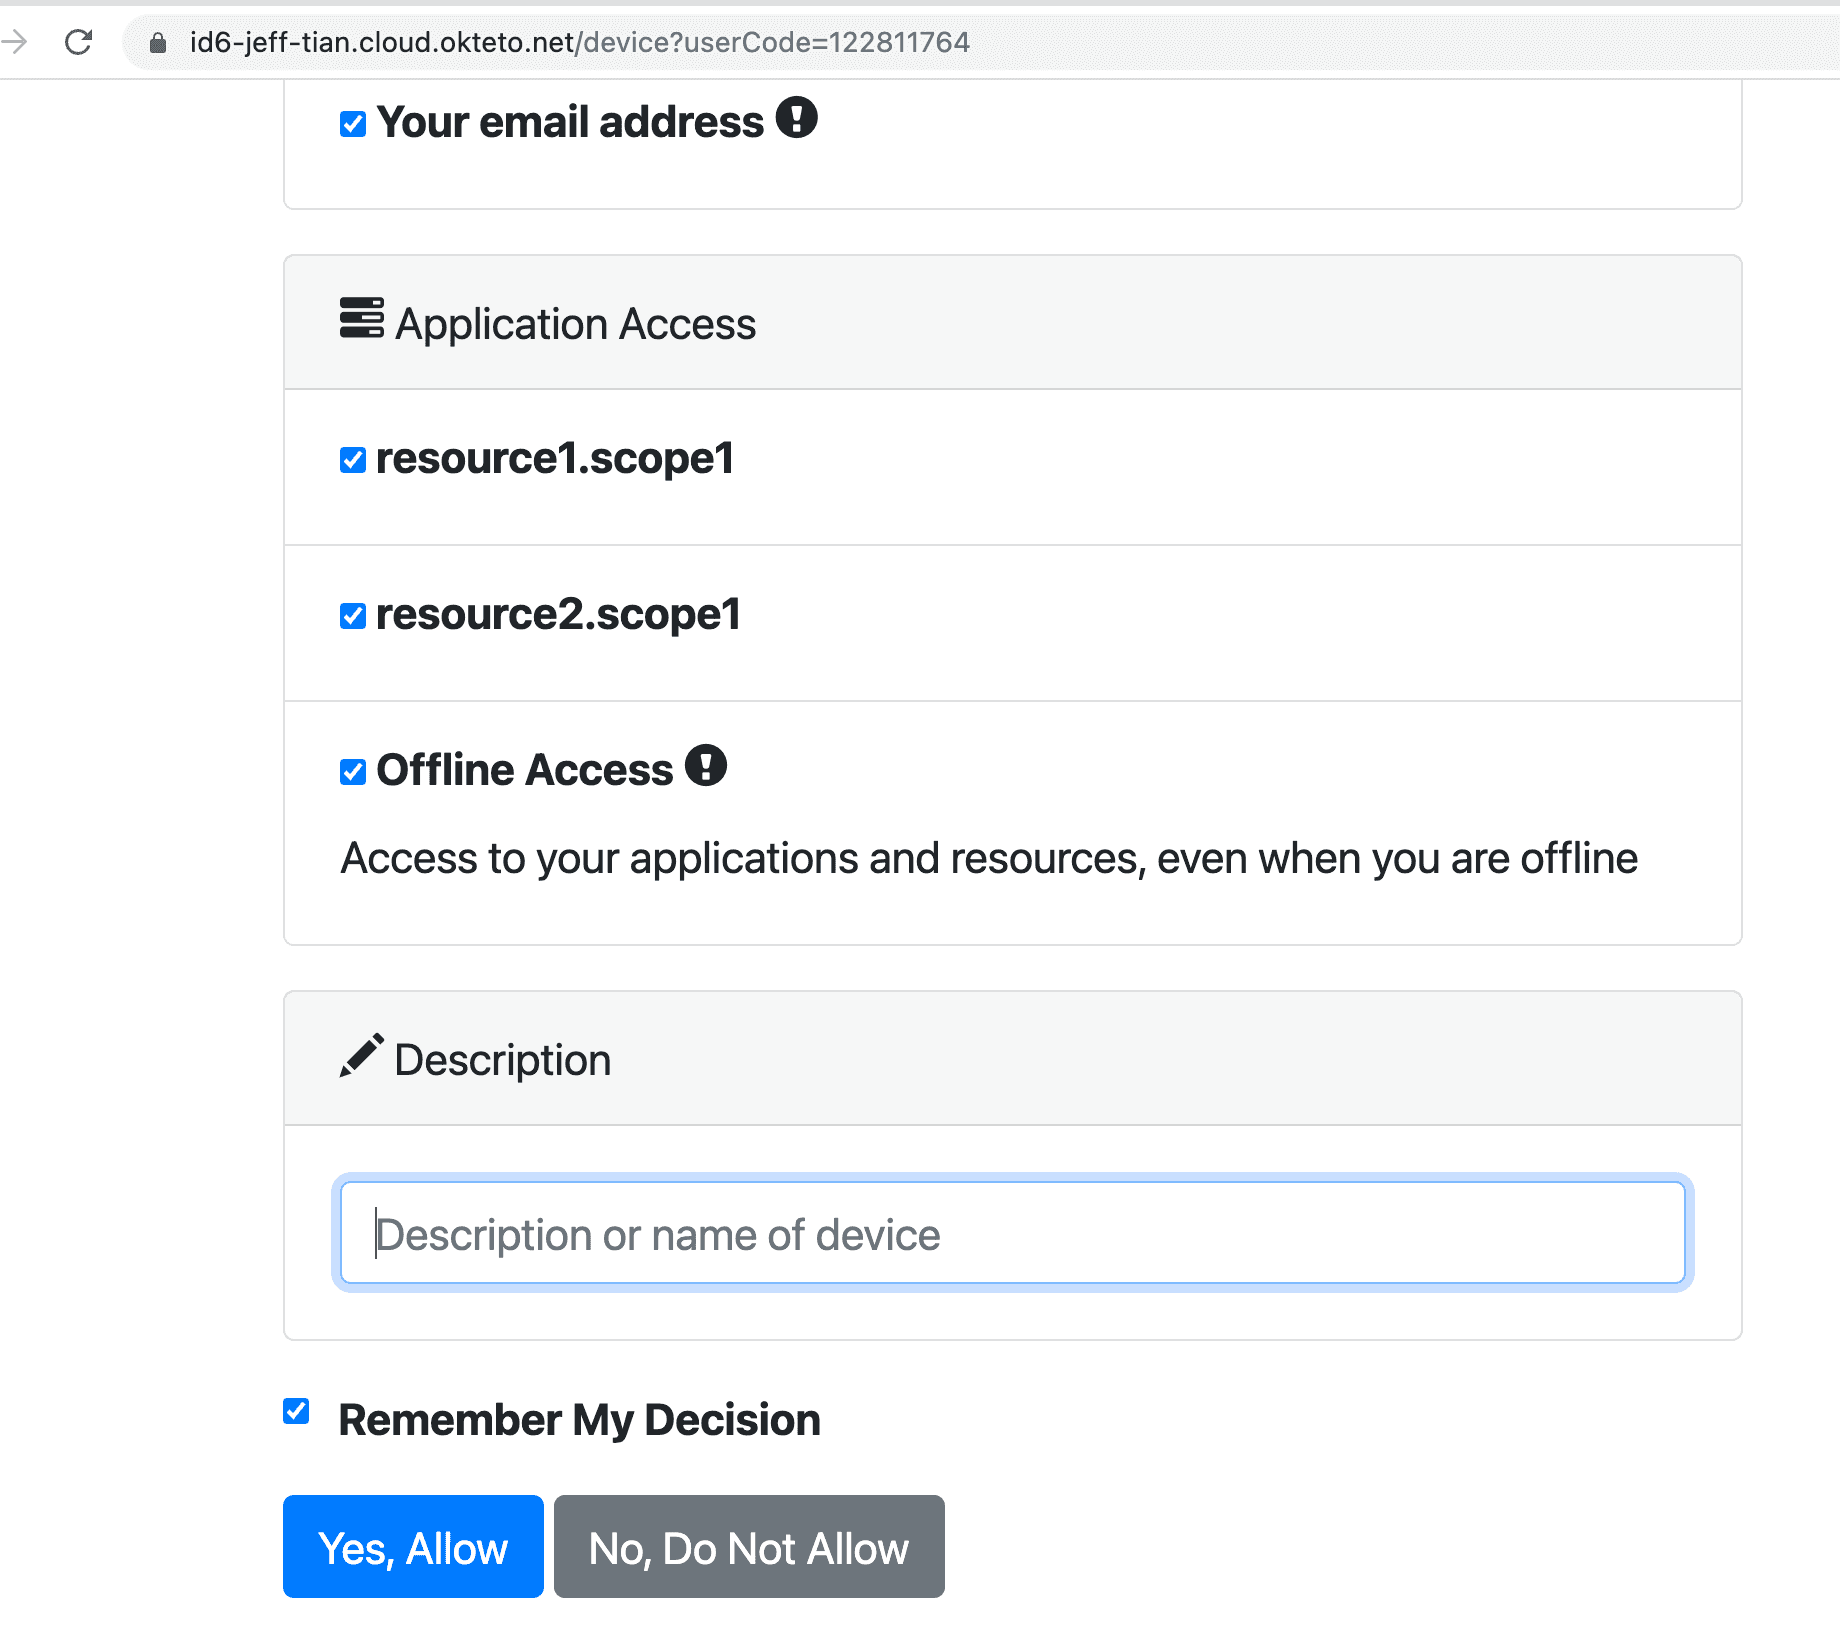 id6-jeff-tian.cloud.okteto.net/device?userCode=122811764
Your email address
Application Access
resource1.scope1
resource2.scope1
Offline Access
Access to your applications and resources, even when you are offline
Description
Description or name of device
Remember My Decision
Yes, Allow
No, Do Not Allow